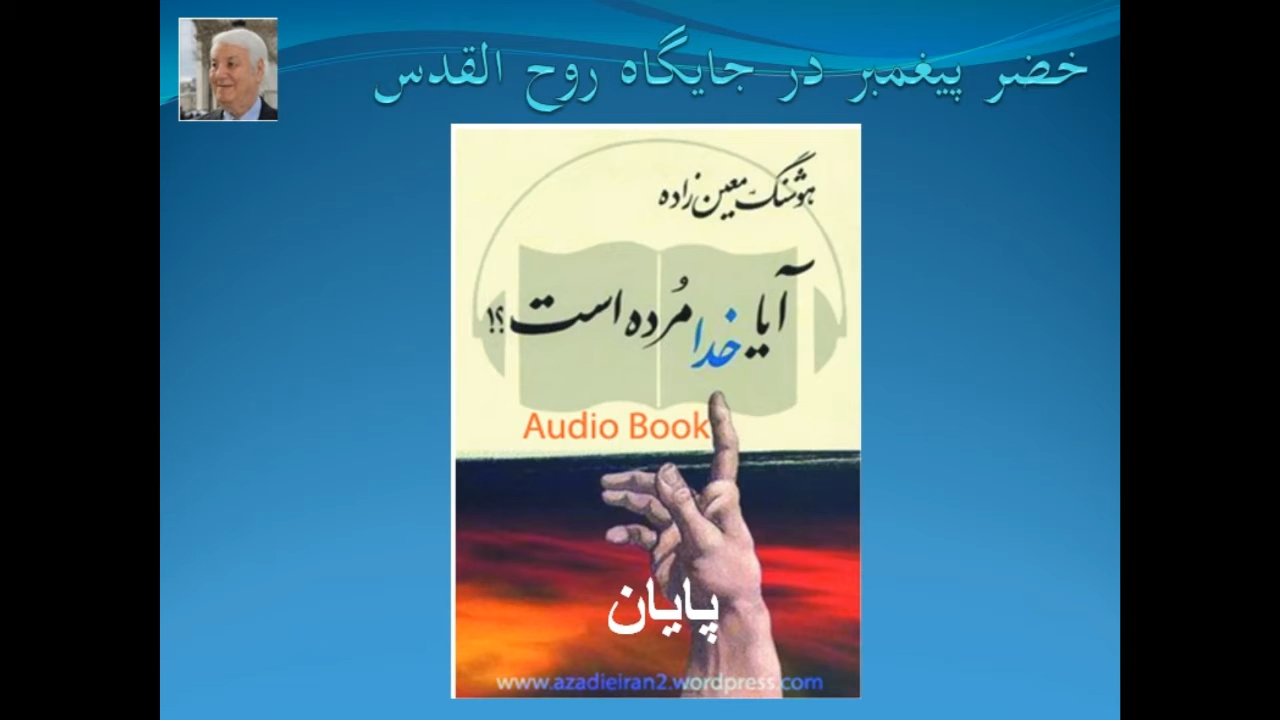 خضر پیغمبر در جایگاه روح القدس
هوشنگ معین زاده
آیا خدا مُرده است ؟!
Audio Book
پایان
www.azadieiran2.wordpress.com